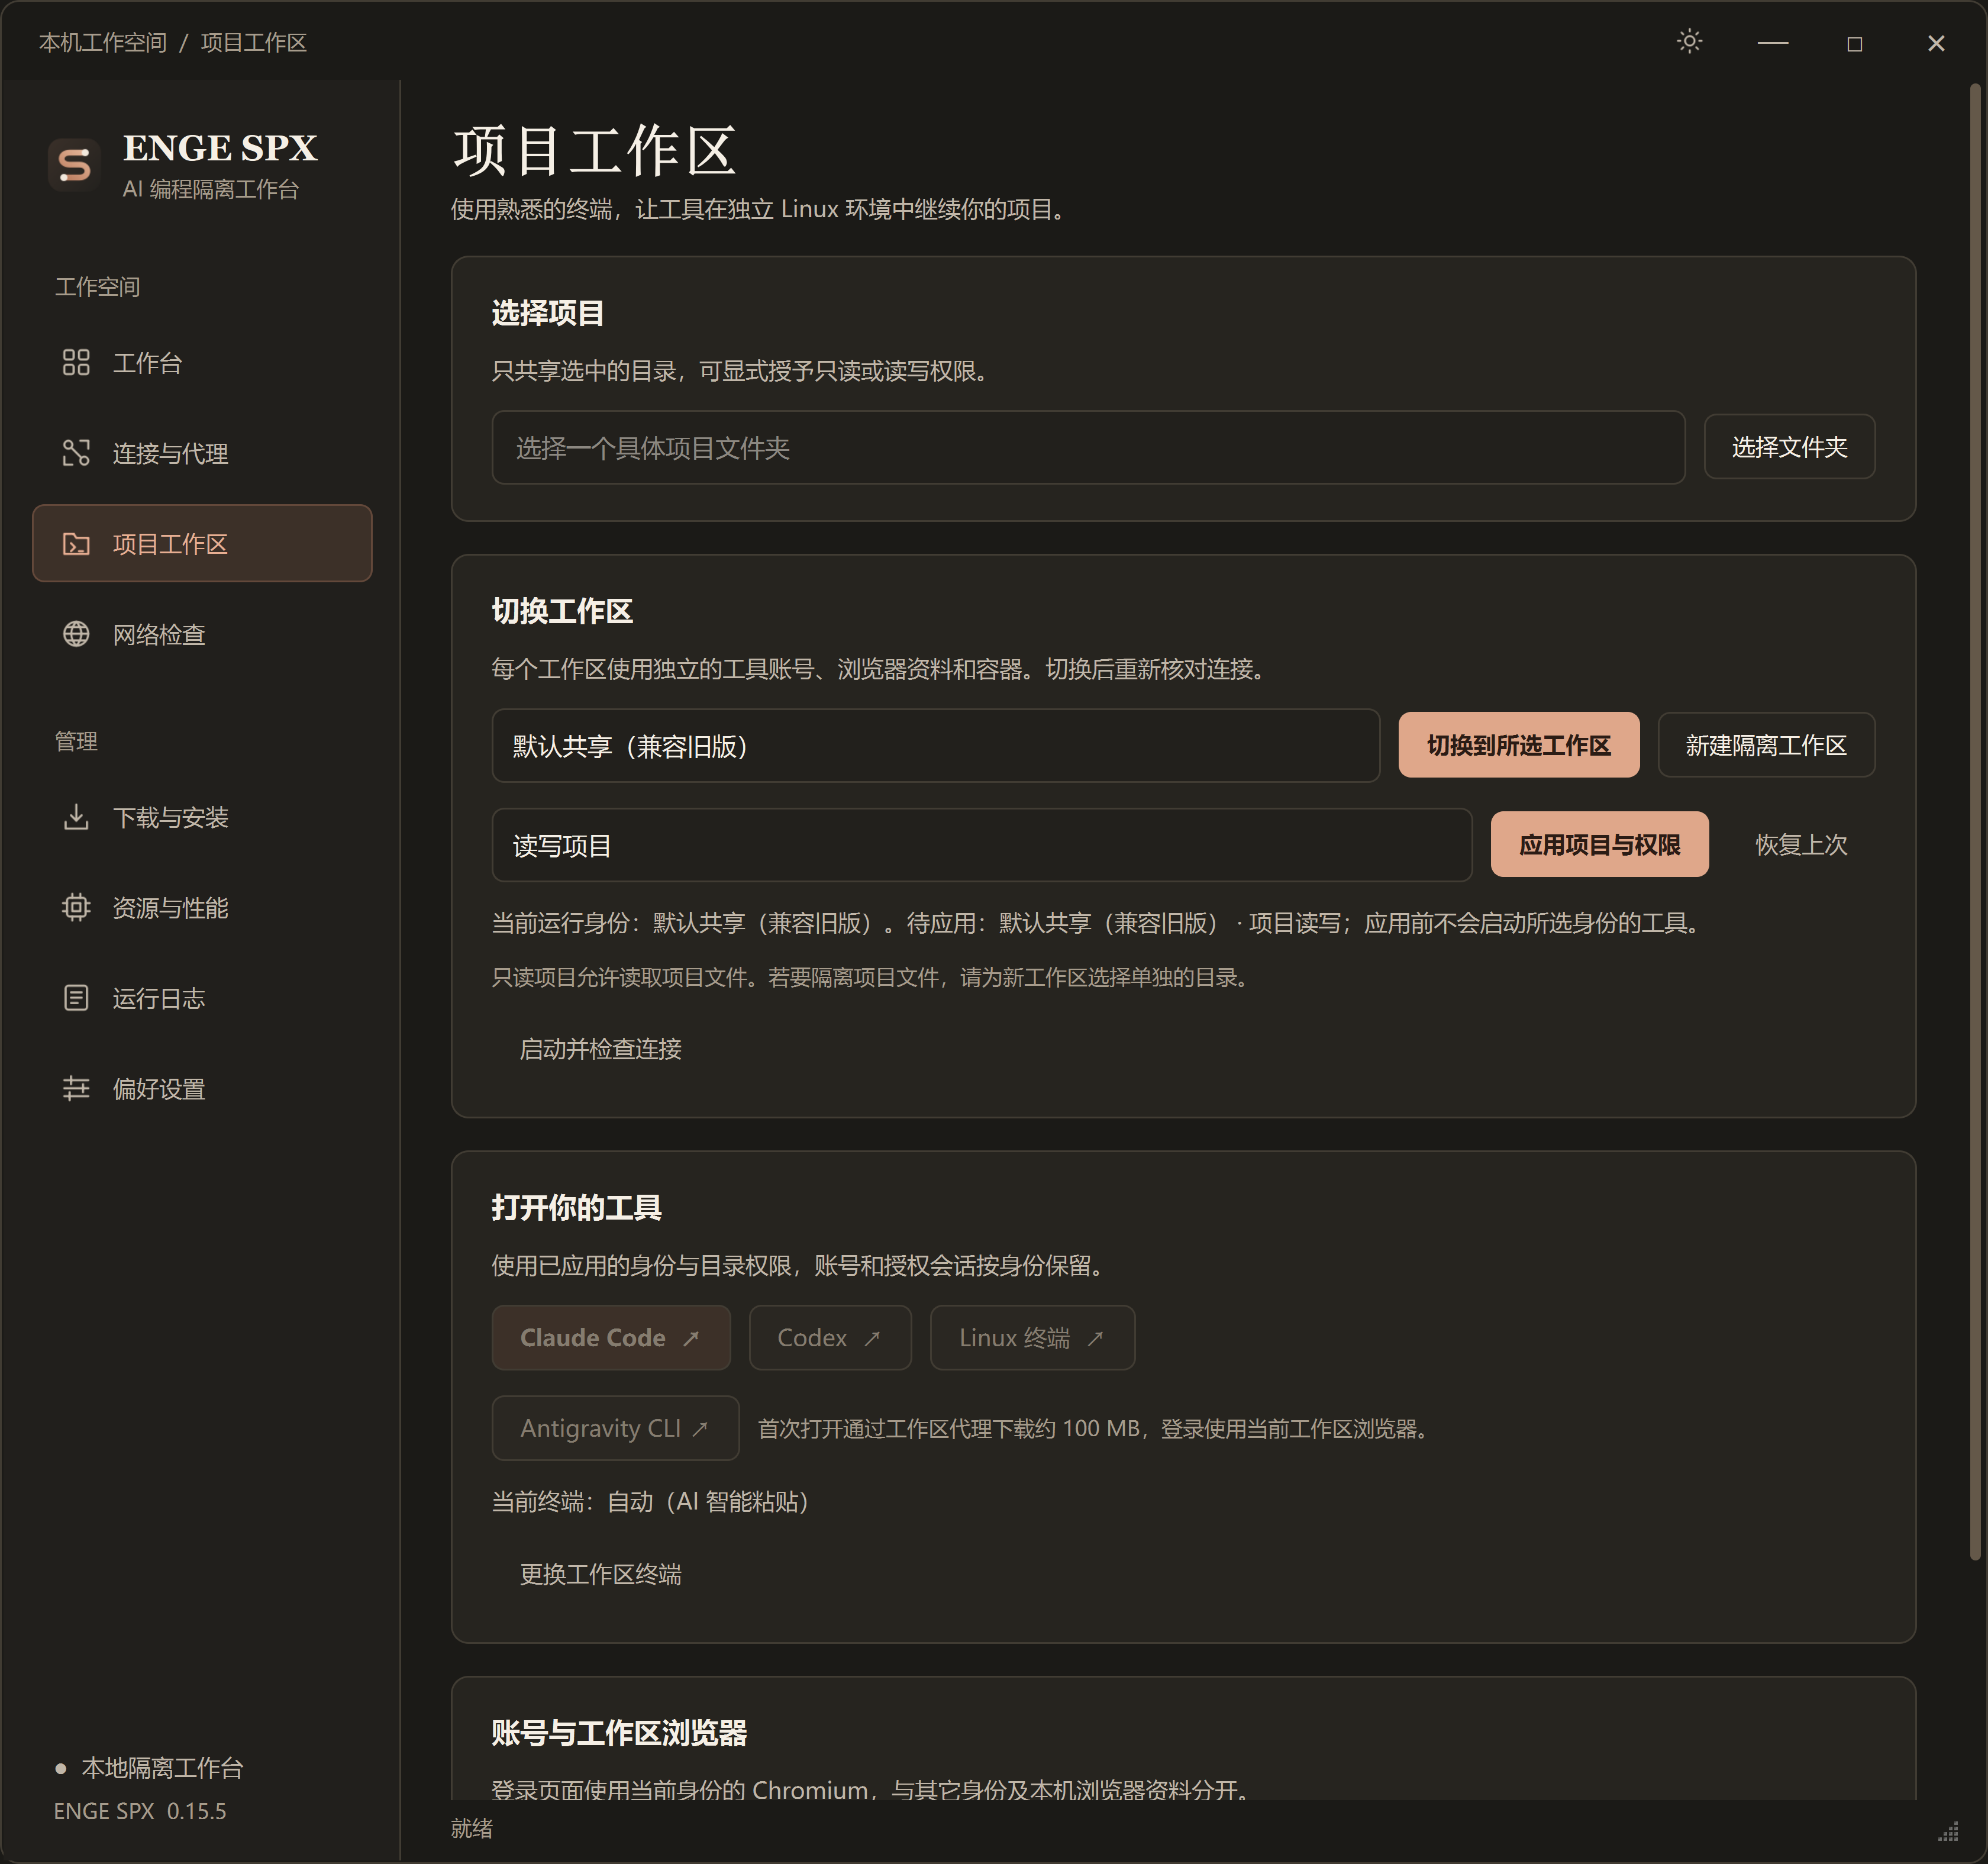 本机工作空间 / 项目工作区
ENGE SPX
AI 编程隔离工作台
工作空间
工作台
连接与代理
项目工作区
网络检查
管理
下载与安装
资源与性能
运行日志
偏好设置
本地隔离工作台
ENGE SPX 0.15.5
项目工作区
使用熟悉的终端，让工具在独立 Linux 环境中继续你的项目。
选择项目
只共享选中的目录，可显式授予只读或读写权限。
选择一个具体项目文件夹
选择文件夹
切换工作区
每个工作区使用独立的工具账号、浏览器资料和容器。切换后重新核对连接。
默认共享（兼容旧版）
切换到所选工作区
新建隔离工作区
读写项目
应用项目与权限
恢复上次
当前运行身份：默认共享（兼容旧版）。待应用：默认共享（兼容旧版） · 项目读写；应用前不会启动所选身份的工具。
只读项目允许读取项目文件。若要隔离项目文件，请为新工作区选择单独的目录。
启动并检查连接
打开你的工具
使用已应用的身份与目录权限，账号和授权会话按身份保留。
Claude Code ↗
Codex ↗
Linux 终端 ↗
Antigravity CLI ↗
首次打开通过工作区代理下载约 100 MB，登录使用当前工作区浏览器。
当前终端：自动（AI 智能粘贴）
更换工作区终端
账号与工作区浏览器
登录页面使用当前身份的 Chromium，与其它身份及本机浏览器资料分开。
就绪